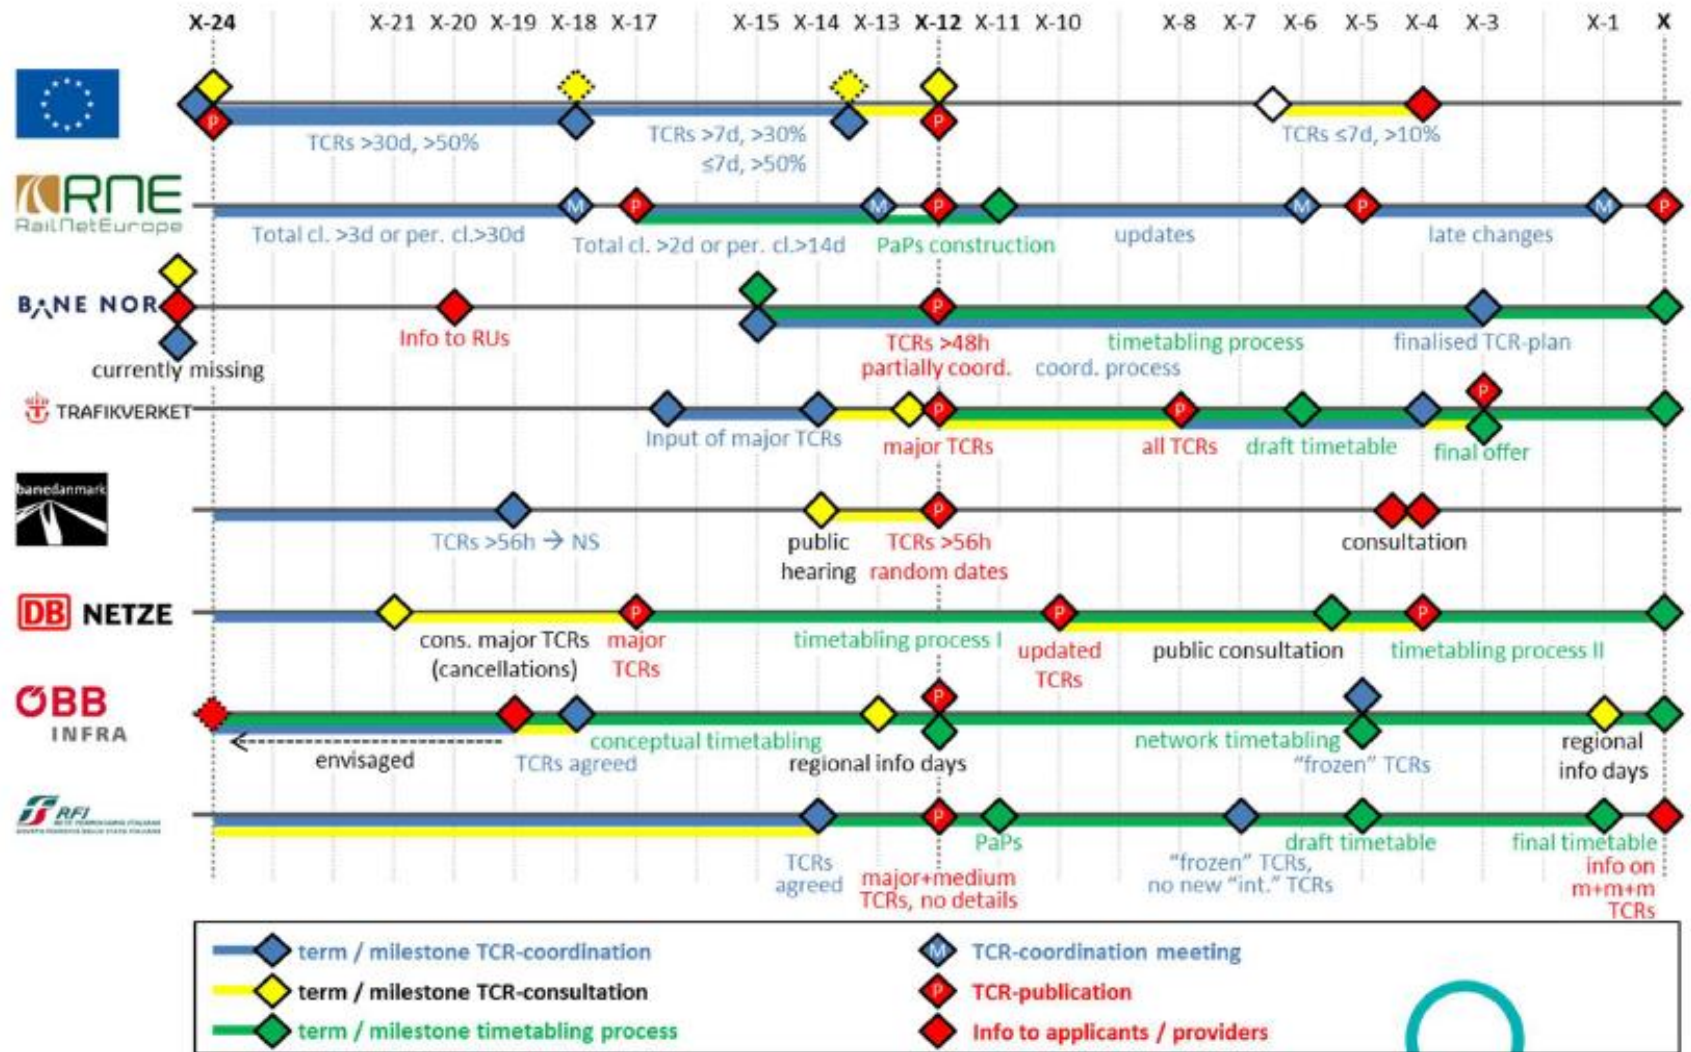 X-24 X-21 X-20 X-19 X-18 X-17 X-15 X-14 X-13 X-12 X-11 X-10 X-8 X-7 X-6 X-5 X-4 X-3 X-1 X
P P
TCRs >30d, >50% TCRs >7d, >30% TCRs ≤7d, >10%
≤7d, >50%
RNE
RailNetEurope
M P M P M P M P
Total cl. >3d or per. cl.>30d Total cl. >2d or per. cl.>14d PaPs construction updates late changes
BANE NOR
P
Info to RUs TCRs >48h timetabling process finalised TCR-plan
currently missing partially coord. coord. process
TRAFIKVERKET
P P P
Input of major TCRs major TCRs all TCRs draft timetable final offer
banedanmark
P
TCRs >56h → NS public TCRs >56h consultation
hearing random dates
DB NETZE
P P P
cons. major TCRs major timetabling process I updated public consultation timetabling process II
(cancellations) TCRs TCRs
ÖBB
INFRA
P
envisaged TCRs agreed conceptual timetabling regional info days network timetabling "frozen" TCRs regional
info days
RFI
P
PaPs draft timetable final timetable
TCRs major+medium "frozen" TCRs, info on
agreed TCRs, no details no new "int." TCRs m+m+m
TCRs
term / milestone TCR-coordination M TCR-coordination meeting
term / milestone TCR-consultation P TCR-publication
term / milestone timetabling process Info to applicants / providers